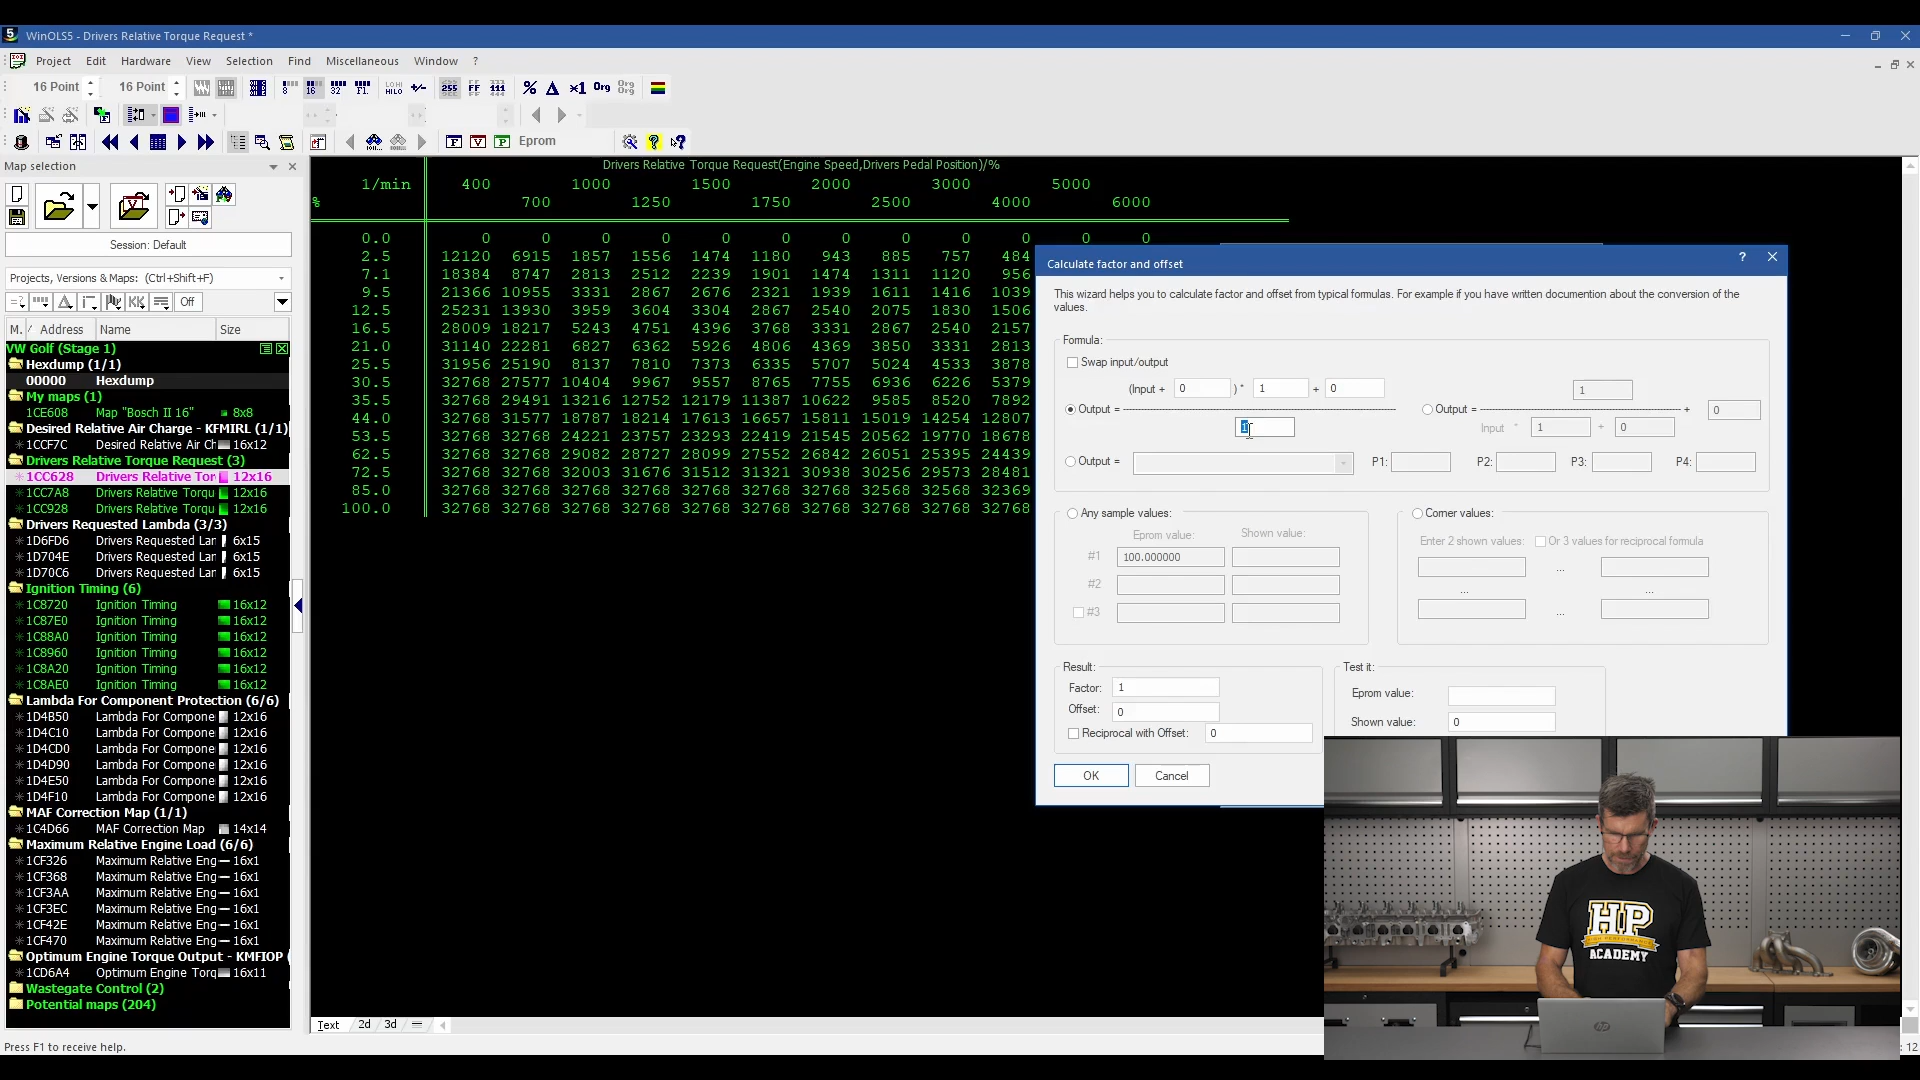 WinOLS5 - Drivers Relative Torque Request *
Project Edit Hardware View Selection Find Miscellaneous Window ?
16 Point 16 Point 8 16 32 F1. LOHI HILO +/- 255 FF 111 % Δ ×1 Org Org Org
F V P Eprom
Map selection
Session: Default
Projects, Versions & Maps: (Ctrl+Shift+F)
Off
M. / Address Name Size
VW Golf (Stage 1)
Hexdump (1/1)
00000 Hexdump
My maps (1)
1CE608 Map "Bosch II 16" 8x8
Desired Relative Air Charge - KFMIRL (1/1)
1CCF7C Desired Relative Air Ch 16x12
Drivers Relative Torque Request (3)
1CC628 Drivers Relative Tor 12x16
1CC7A8 Drivers Relative Torqu 12x16
1CC928 Drivers Relative Torqu 12x16
Drivers Requested Lambda (3/3)
1D6FD6 Drivers Requested Lar 6x15
1D704E Drivers Requested Lar 6x15
1D70C6 Drivers Requested Lar 6x15
Ignition Timing (6)
1C8720 Ignition Timing 16x12
1C87E0 Ignition Timing 16x12
1C88A0 Ignition Timing 16x12
1C8960 Ignition Timing 16x12
1C8A20 Ignition Timing 16x12
1C8AE0 Ignition Timing 16x12
Lambda For Component Protection (6/6)
1D4B50 Lambda For Compone 12x16
1D4C10 Lambda For Compone 12x16
1D4CD0 Lambda For Compone 12x16
1D4D90 Lambda For Compone 12x16
1D4E50 Lambda For Compone 12x16
1D4F10 Lambda For Compone 12x16
MAF Correction Map (1/1)
1C4D66 MAF Correction Map 14x14
Maximum Relative Engine Load (6/6)
1CF326 Maximum Relative Eng 16x1
1CF368 Maximum Relative Eng 16x1
1CF3AA Maximum Relative Eng 16x1
1CF3EC Maximum Relative Eng 16x1
1CF42E Maximum Relative Eng 16x1
1CF470 Maximum Relative Eng 16x1
Optimum Engine Torque Output - KMFIOP (
1CD6A4 Optimum Engine Torq 16x11
Wastegate Control (2)
Potential maps (204)
Press F1 to receive help.
Drivers Relative Torque Request(Engine Speed,Drivers Pedal Position)/%
1/min 400 1000 1500 2000 3000 5000
% 700 1250 1750 2500 4000 6000
0.0 0 0 0 0 0 0 0 0 0 0 0 0
2.5 12120 6915 1857 1556 1474 1180 943 885 757 484
7.1 18384 8747 2813 2512 2239 1901 1474 1311 1120 956
9.5 21366 10955 3331 2867 2676 2321 1939 1611 1416 1039
12.5 25231 13930 3959 3604 3304 2867 2540 2075 1830 1506
16.5 28009 18217 5243 4751 4396 3768 3331 2867 2540 2157
21.0 31140 22281 6827 6362 5926 4806 4369 3850 3331 2813
25.5 31956 25190 8137 7810 7373 6335 5707 5024 4533 3878
30.5 32768 27577 10404 9967 9557 8765 7755 6936 6226 5379
35.5 32768 29491 13216 12752 12179 11387 10622 9585 8520 7892
44.0 32768 31577 18787 18214 17613 16657 15811 15019 14254 12807
53.5 32768 32768 24221 23757 23293 22419 21545 20562 19770 18678
62.5 32768 32768 29082 28727 28099 27552 26842 26051 25395 24439
72.5 32768 32768 32003 31676 31512 31321 30938 30256 29573 28481
85.0 32768 32768 32768 32768 32768 32768 32768 32568 32568 32369
100.0 32768 32768 32768 32768 32768 32768 32768 32768 32768 32768
Text 2d 3d
Calculate factor and offset
This wizard helps you to calculate factor and offset from typical formulas. For example if you have written documention about the conversion of the
values.
Formula:
Swap input/output
(Input + 0 ) * 1 + 0
Output =
1
1
Output = + 0
Input * 1 + 0
Output = P1: P2: P3: P4:
Any sample values:
Eprom value: Shown value:
#1 100.000000
#2
#3
Corner values:
Enter 2 shown values: Or 3 values for reciprocal formula
...
... ...
...
Result:
Factor: 1
Offset: 0
Reciprocal with Offset: 0
Test it:
Eprom value:
Shown value: 0
OK Cancel
HP
ACADEMY
hp
: 12